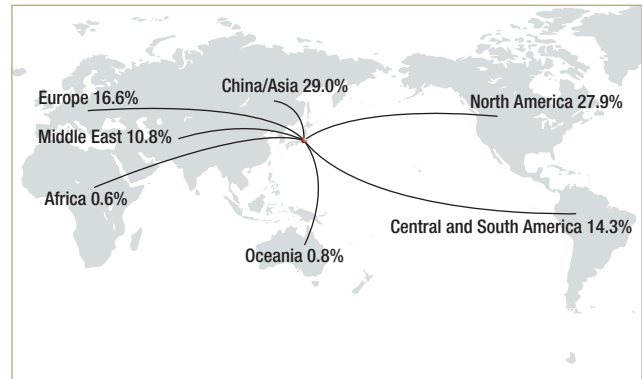 China/Asia 29.0%
Europe 16.6%
North America 27.9%
Middle East 10.8%
Africa 0.6%
Central and South America 14.3%
Oceania 0.8%